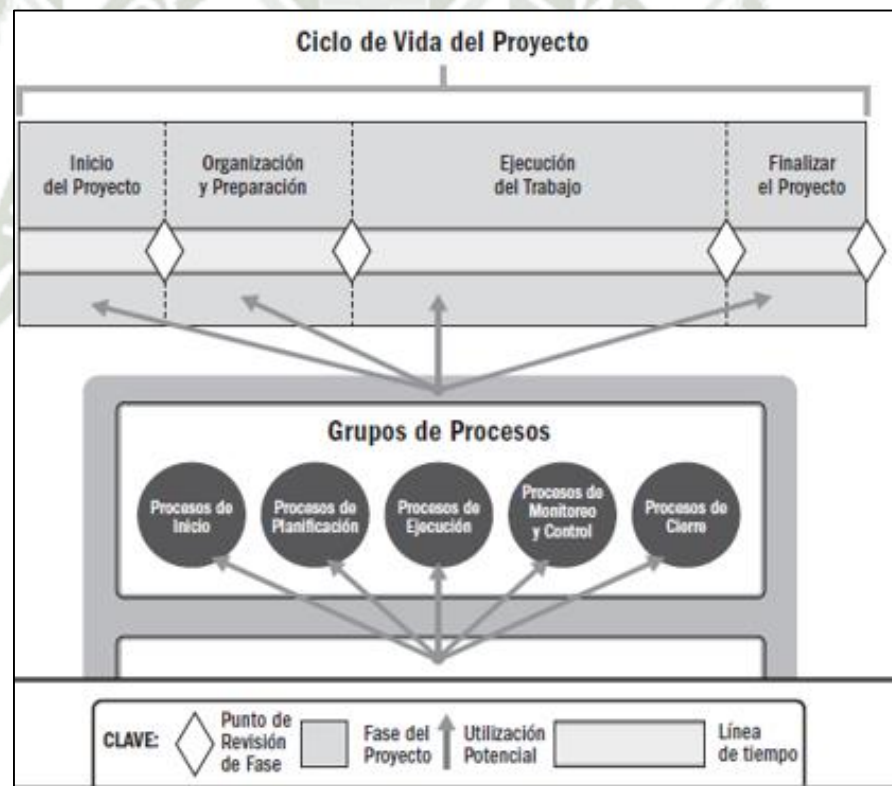 Ciclo de Vida del Proyecto
Inicio
del Proyecto
Organización
y Preparación
Ejecución
del Trabajo
Finalizar
el Proyecto
Grupos de Procesos
Procesos de
Inicio
Procesos de
Planificación
Procesos de
Ejecución
Procesos de
Monitoreo
y Control
Procesos de
Cierre
CLAVE:
Punto de
Revisión
de Fase
Fase del
Proyecto
Utilización
Potencial
Línea
de tiempo